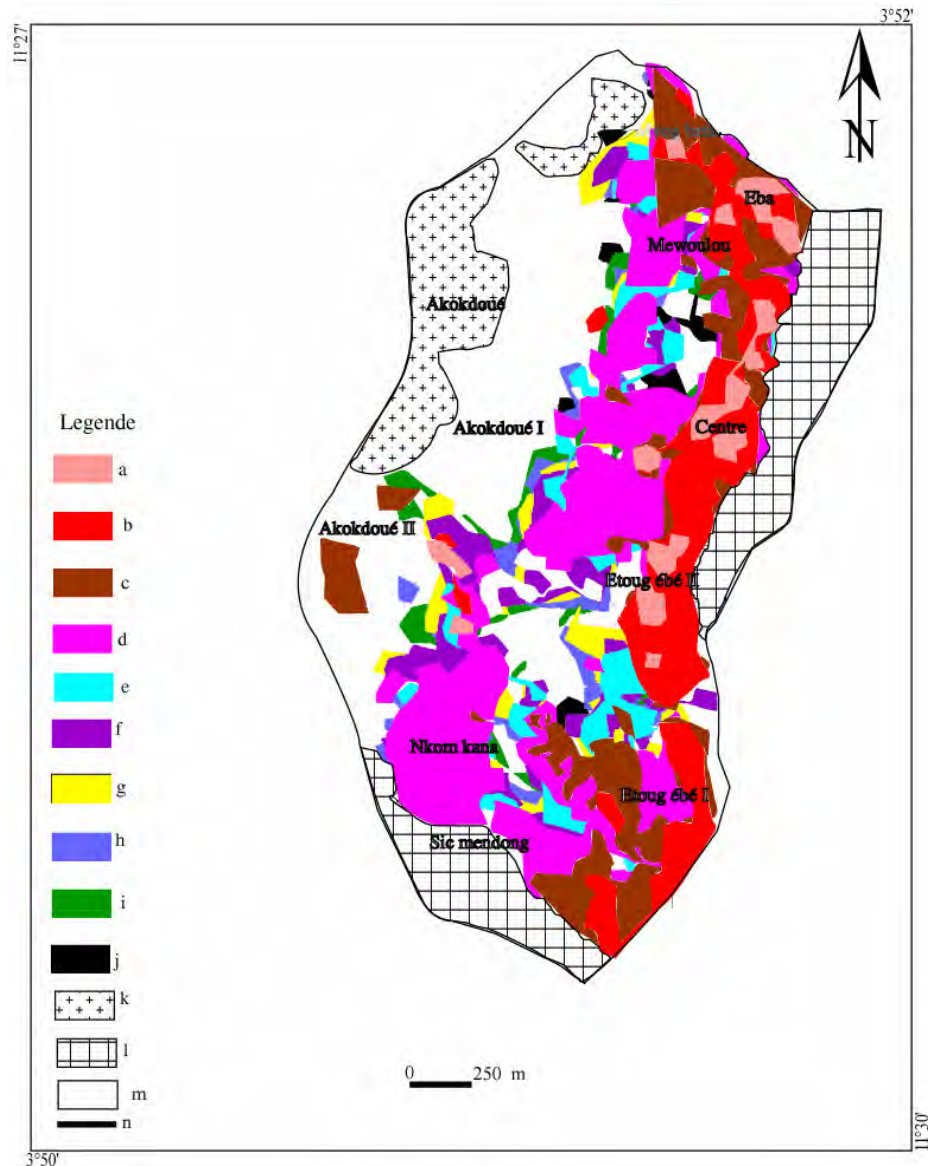 3°52'
11°27'
N
Eba
Mewoulou
Akokdoué
Legende
Akokdoué I
Centre
a
b
Akokdoué II
Etoug ébé II
c
d
e
f
Nkom kana
g
Etoug ébé I
Sic mendong
h
i
j
k
l
0 250 m
m
n
11°30'
3°50'